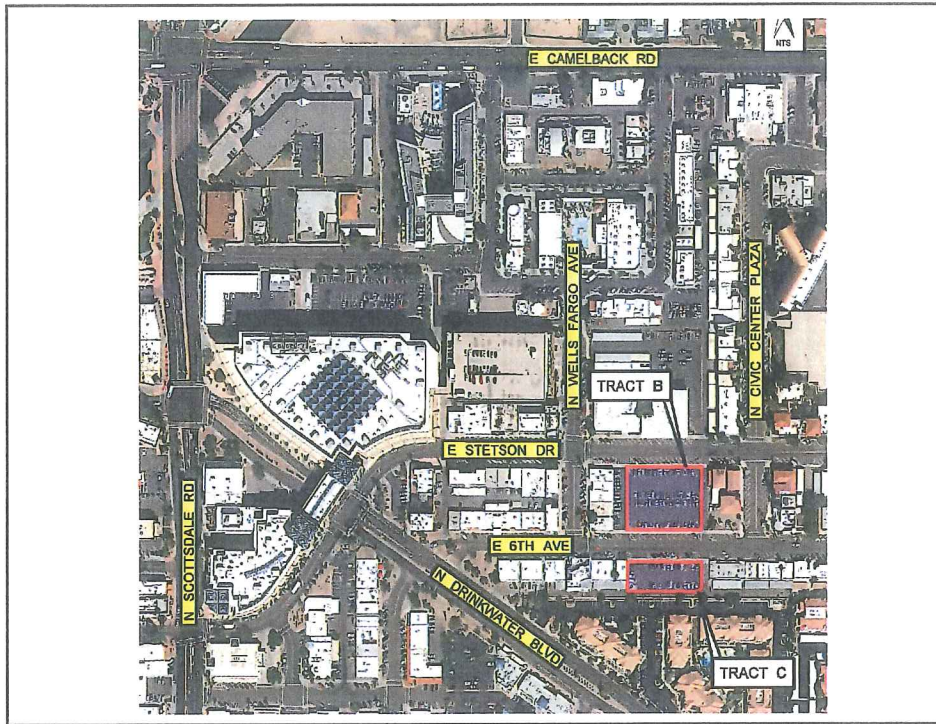 NTS
E CAMELBACK RD
N WELLS FARGO AVE
N CIVIC CENTER PLAZA
TRACT B
E STETSON DR
N SCOTTSDALE RD
E 6TH AVE
N DRINKWATER BLVD
TRACT C